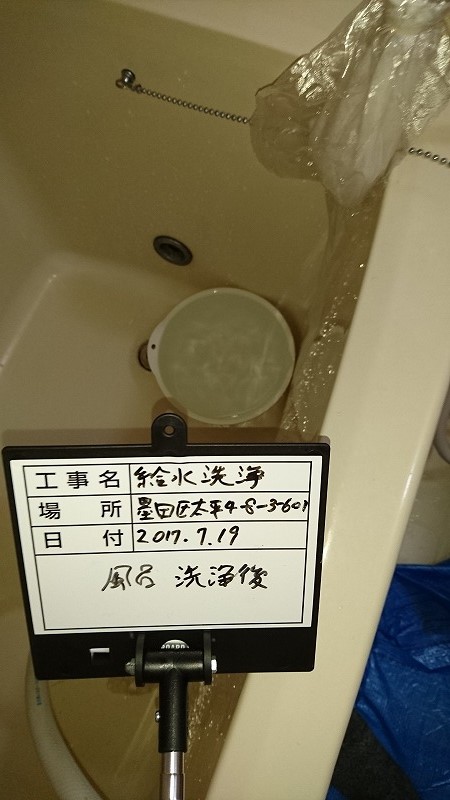 工事名 給水洗浄
場所 墨田区太平4-8-3-601
日付 2017.7.19
風呂 洗浄後